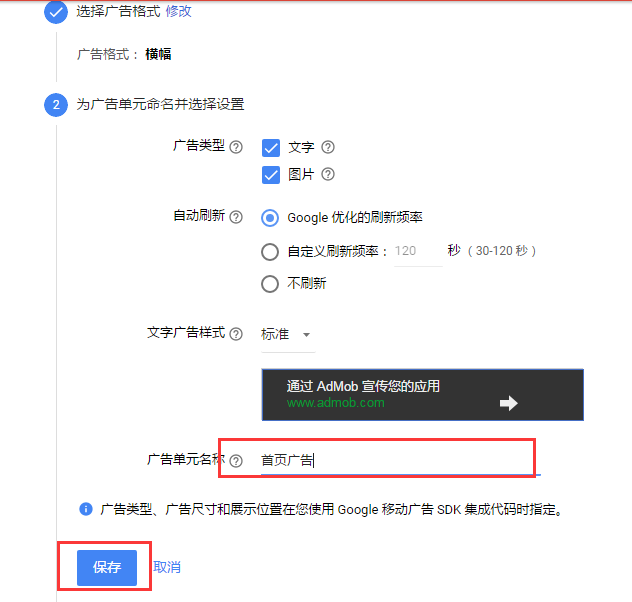 选择广告格式 修改
广告格式： 横幅
2 为广告单元命名并选择设置
广告类型 ? 文字 ?
图片 ?
自动刷新 ? Google 优化的刷新频率
自定义刷新频率： 120 秒（30-120 秒）
不刷新
文字广告样式 ? 标准
通过 AdMob 宣传您的应用
www.admob.com
广告单元名称 ? 首页广告
i 广告类型、广告尺寸和展示位置在您使用 Google 移动广告 SDK 集成代码时指定。
保存 取消